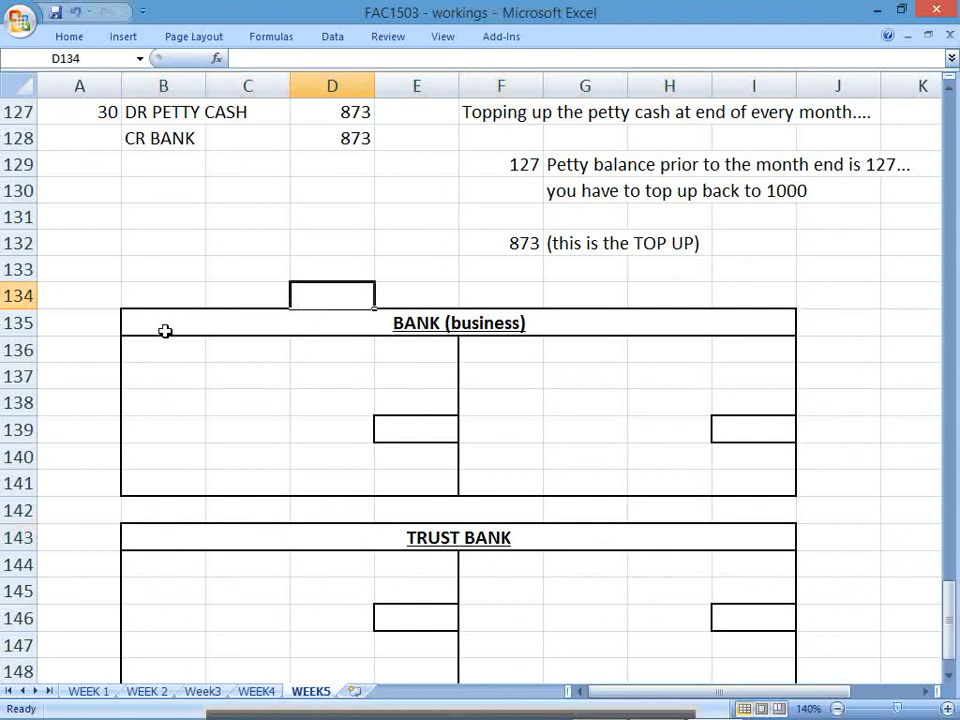 FAC1503 - workings - Microsoft Excel
Home Insert Page Layout Formulas Data Review View Add-Ins
D134 fx
A B C D E F G H I J K
127 30 DR PETTY CASH 873 Topping up the petty cash at end of every month....
128 CR BANK 873
129 127 Petty balance prior to the month end is 127...
130 you have to top up back to 1000
131
132 873 (this is the TOP UP)
133
134
135 BANK (business)
136
137
138
139
140
141
142
143 TRUST BANK
144
145
146
147
148
WEEK 1 WEEK 2 Week3 WEEK4 WEEK5
Ready 140%